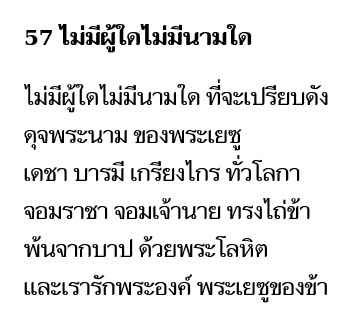 57 ไม่มีผู้ใดไม่มีนามใด
ไม่มีผู้ใดไม่มีนามใด ที่จะเปรียบดัง
ดุจพระนาม ของพระเยซู
เดชา บารมี เกรียงไกร ทั่วโลกา
จอมราชา จอมเจ้านาย ทรงไถ่ข้า
พ้นจากบาป ด้วยพระโลหิต
และเรารักพระองค์ พระเยซูของข้า